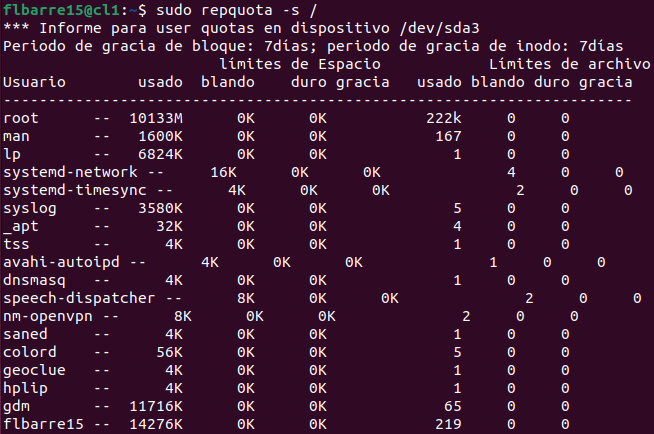 flbarre15@cl1:~$ sudo repquota -s /
*** Informe para user quotas en dispositivo /dev/sda3
Periodo de gracia de bloque: 7días; periodo de gracia de inodo: 7días
                        límites de Espacio            Límites de archivo
Usuario        usado  blando    duro gracia   usado blando duro gracia
----------------------------------------------------------------------
root      --  10133M      0K      0K           222k     0     0
man       --   1600K      0K      0K            167     0     0
lp        --   6824K      0K      0K              1     0     0
systemd-network --     16K      0K      0K              4     0     0
systemd-timesync --      4K      0K      0K              2     0     0
syslog    --   3580K      0K      0K              5     0     0
_apt      --     32K      0K      0K              4     0     0
tss       --      4K      0K      0K              1     0     0
avahi-autoipd --      4K      0K      0K              1     0     0
dnsmasq   --      4K      0K      0K              1     0     0
speech-dispatcher --      8K      0K      0K              2     0     0
nm-openvpn --      8K      0K      0K              2     0     0
saned     --      4K      0K      0K              1     0     0
colord    --     56K      0K      0K              5     0     0
geoclue   --      4K      0K      0K              1     0     0
hplip     --      4K      0K      0K              1     0     0
gdm       --  11716K      0K      0K             65     0     0
flbarre15 --  14276K      0K      0K            219     0     0